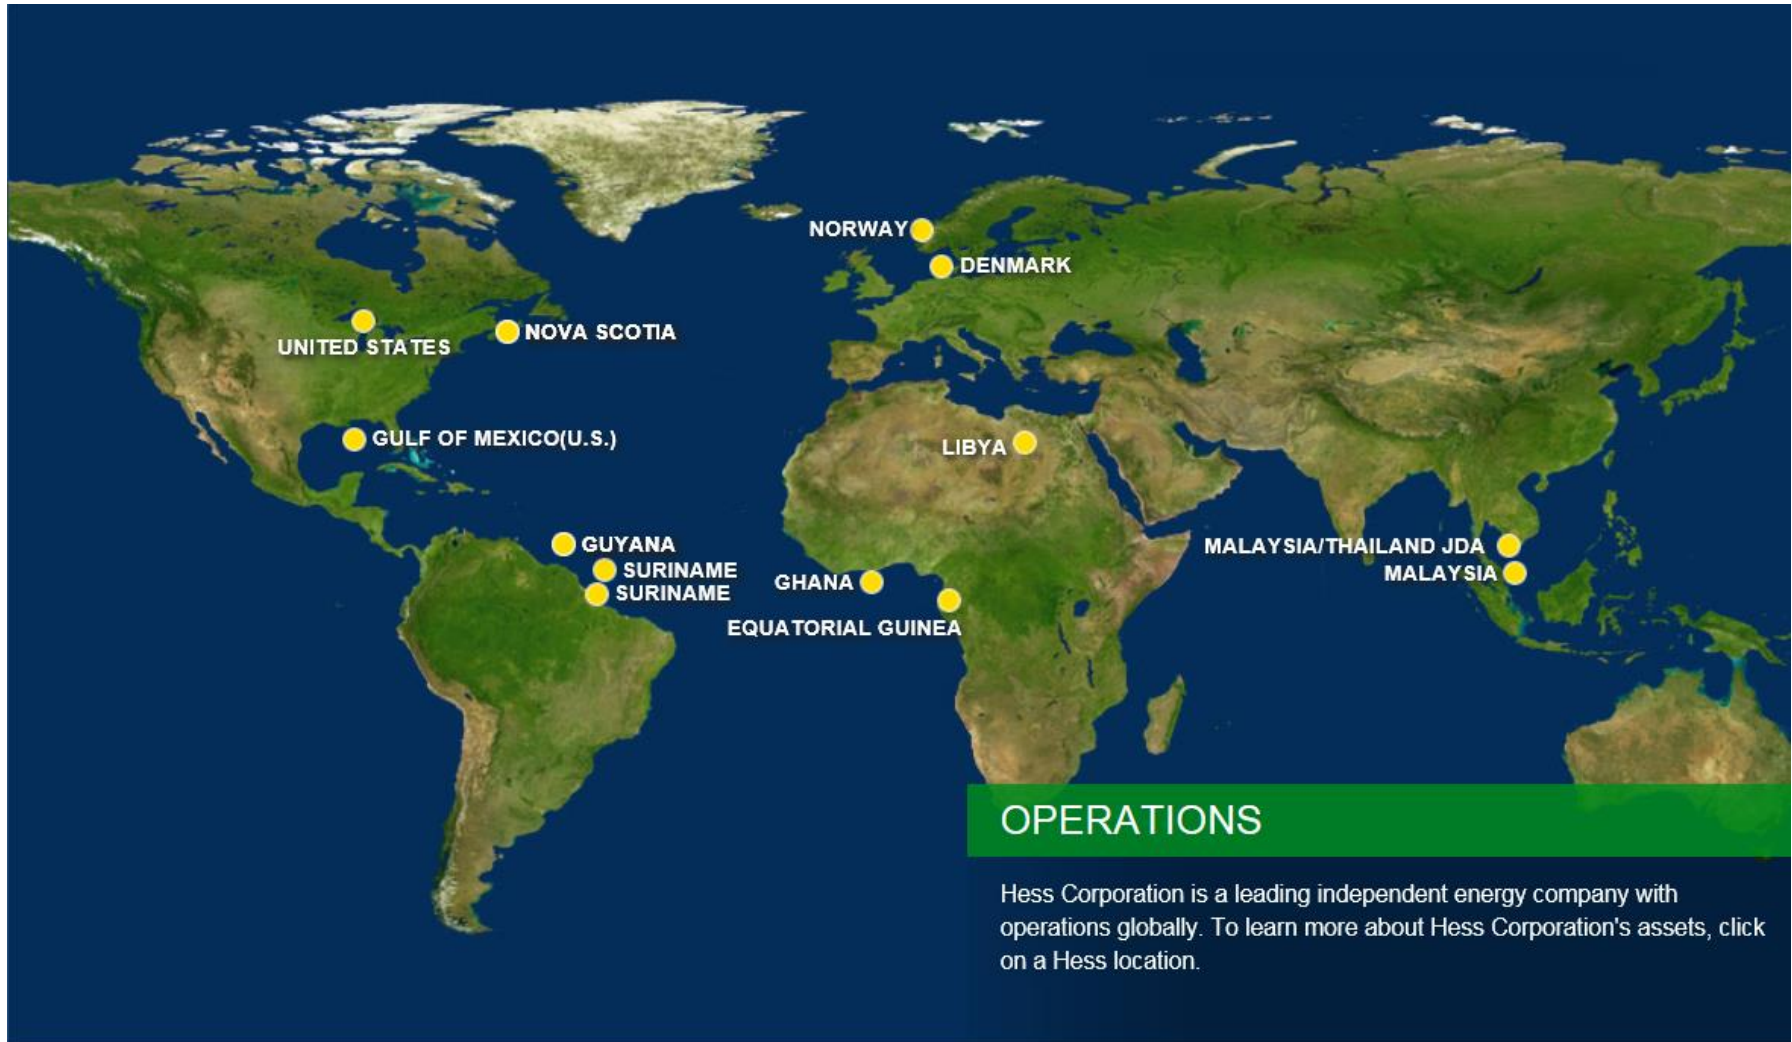 NORWAY
DENMARK
NOVA SCOTIA
UNITED STATES
GULF OF MEXICO(U.S.)
LIBYA
GUYANA
MALAYSIA/THAILAND JDA
SURINAME
MALAYSIA
GHANA
SURINAME
EQUATORIAL GUINEA
OPERATIONS
Hess Corporation is a leading independent energy company with
operations globally. To learn more about Hess Corporation's assets, click
on a Hess location.